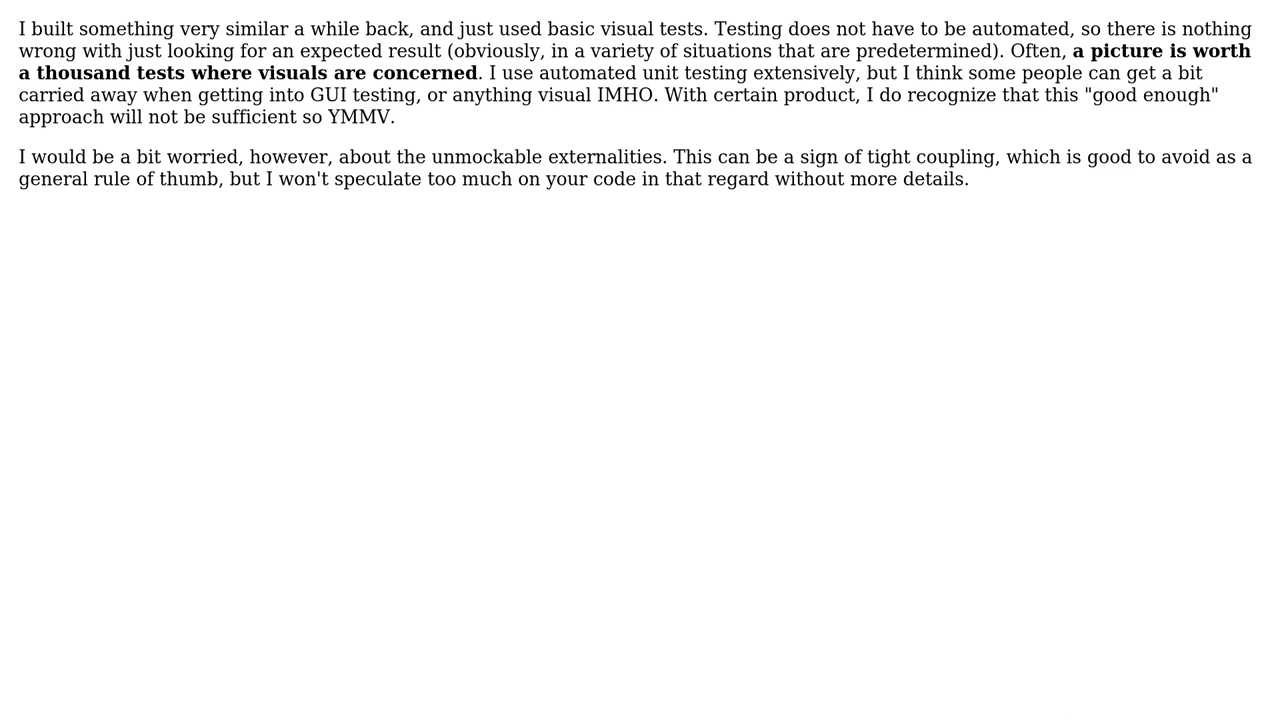 I built something very similar a while back, and just used basic visual tests. Testing does not have to be automated, so there is nothing
wrong with just looking for an expected result (obviously, in a variety of situations that are predetermined). Often, a picture is worth
a thousand tests where visuals are concerned. I use automated unit testing extensively, but I think some people can get a bit
carried away when getting into GUI testing, or anything visual IMHO. With certain product, I do recognize that this "good enough"
approach will not be sufficient so YMMV.
I would be a bit worried, however, about the unmockable externalities. This can be a sign of tight coupling, which is good to avoid as a
general rule of thumb, but I won't speculate too much on your code in that regard without more details.